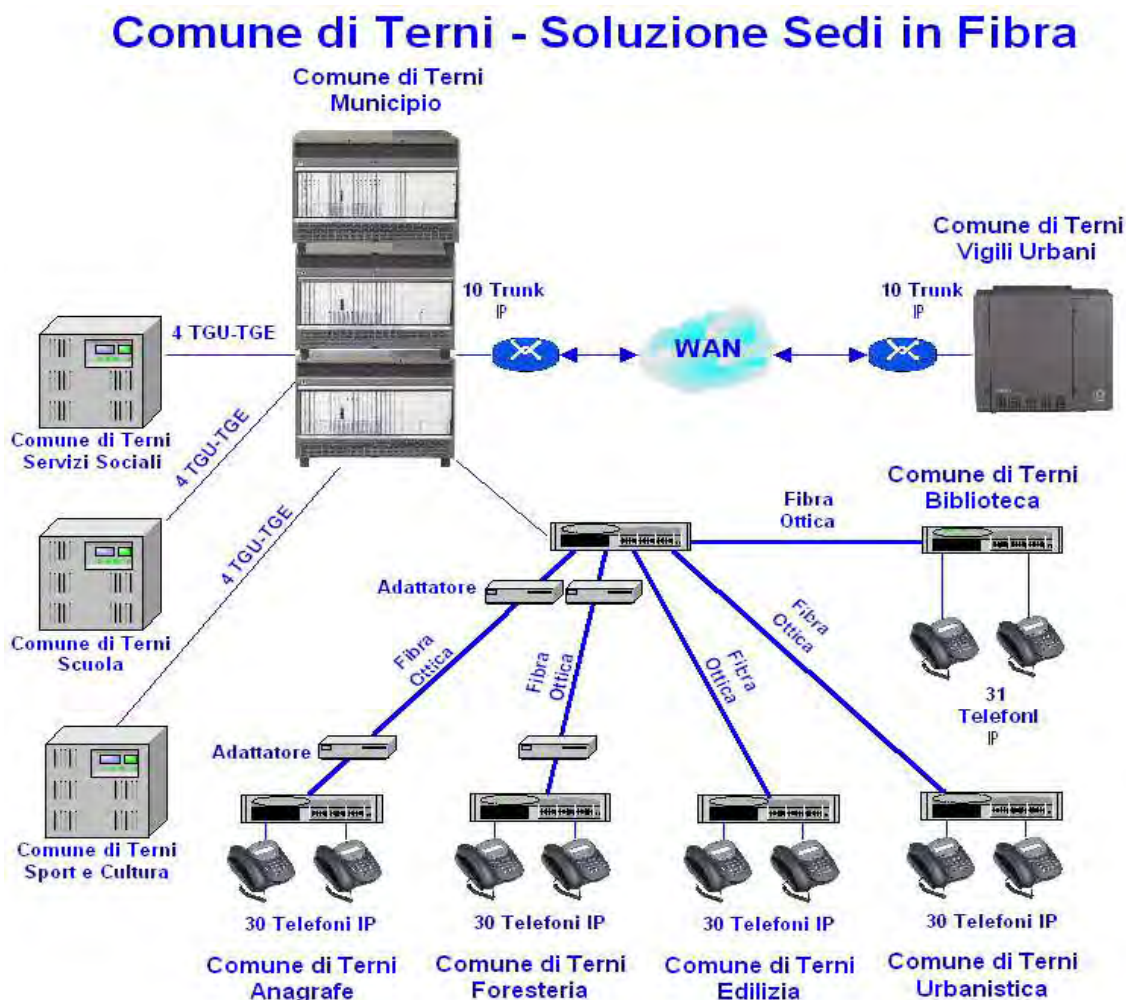 Comune di Terni - Soluzione Sedi in Fibra
Comune di Terni
Municipio
Comune di Terni
Vigili Urbani
10 Trunk
IP
10 Trunk
IP
WAN
4 TGU-TGE
Comune di Terni
Servizi Sociali
4 TGU-TGE
4 TGU-TGE
Comune di Terni
Biblioteca
Fibra
Ottica
Adattatore
Comune di Terni
Scuola
Fibra
Ottica
Fibra
Ottica
Fibra
Ottica
Fibra
Ottica
31
Telefoni
IP
Adattatore
Comune di Terni
Sport e Cultura
30 Telefoni IP
30 Telefoni IP
30 Telefoni IP
30 Telefoni IP
Comune di Terni
Anagrafe
Comune di Terni
Foresteria
Comune di Terni
Edilizia
Comune di Terni
Urbanistica